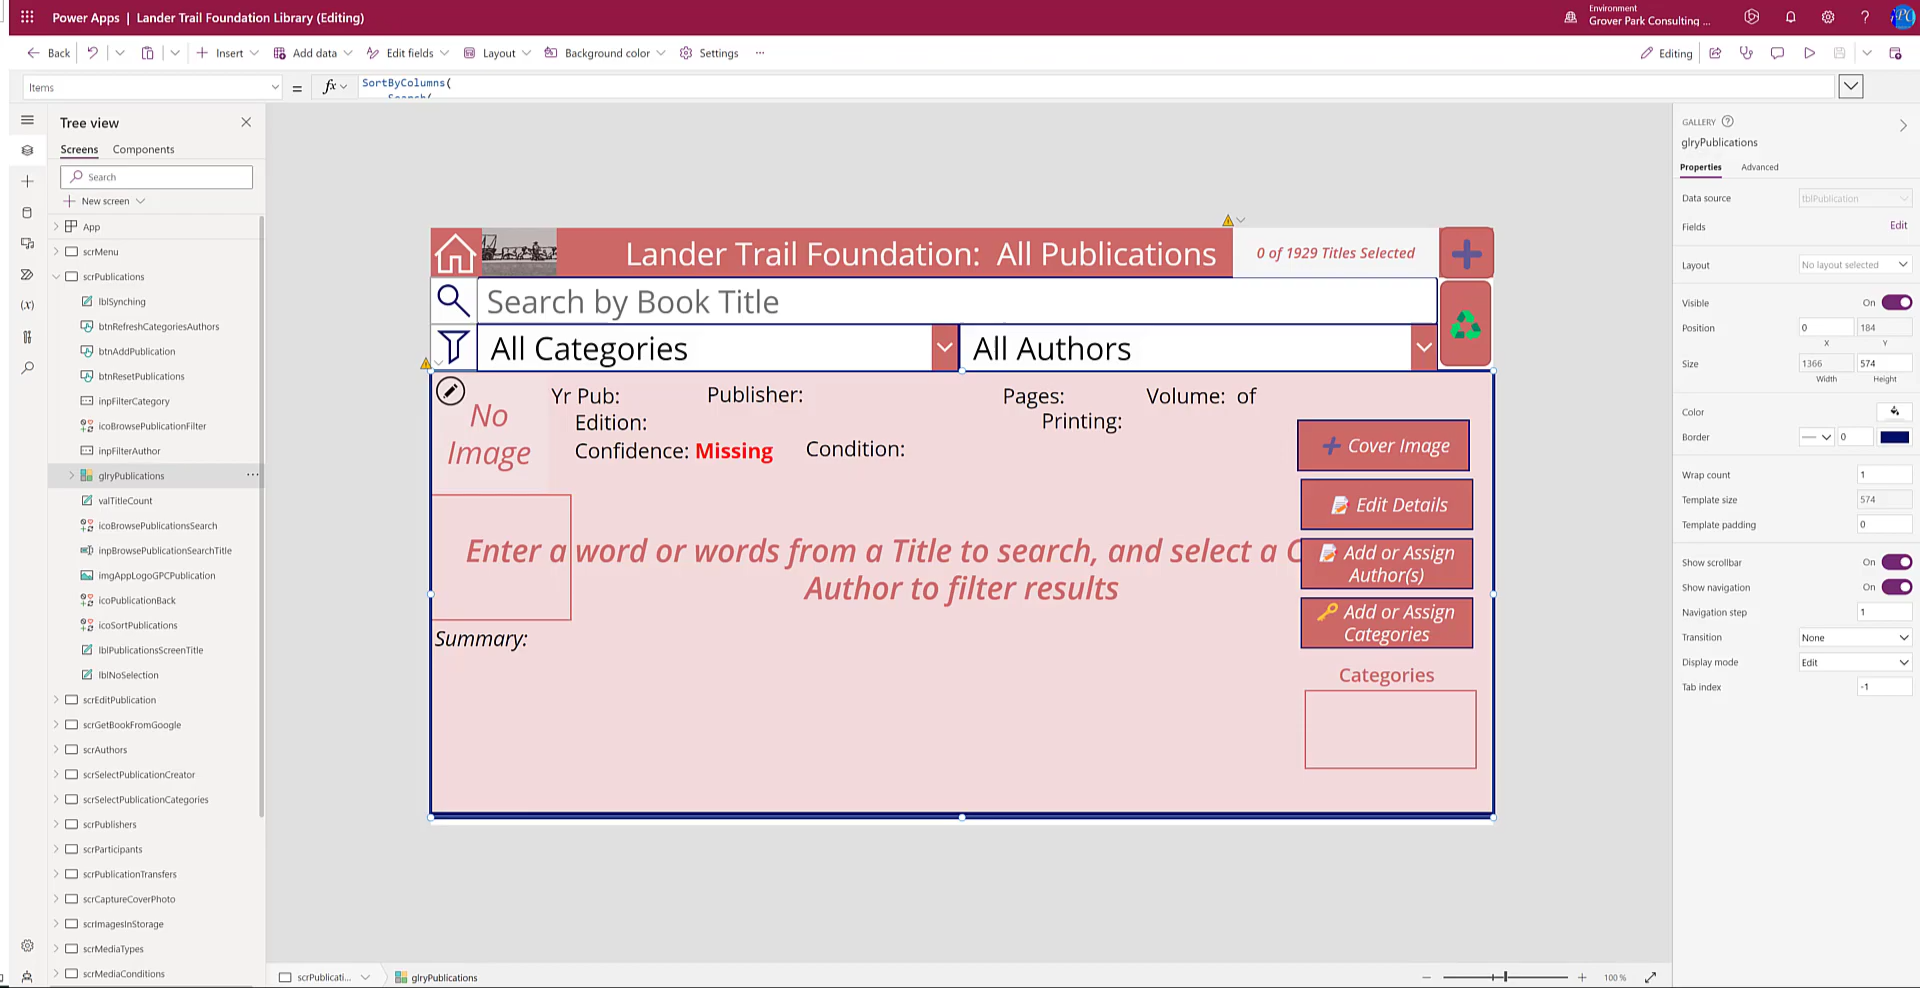 Power Apps | Lander Trail Foundation Library (Editing)
Environment
Grover Park Consulting ...
Back
Insert
Add data
Edit fields
Layout
Background color
Settings
Editing
Items
= fx SortByColumns(
Search(
Tree view
Screens
Components
Search
New screen
App
scrMenu
scrPublications
lblSynching
btnRefreshCategoriesAuthors
btnAddPublication
btnResetPublications
inpFilterCategory
icoBrowsePublicationFilter
inpFilterAuthor
glryPublications
valTitleCount
icoBrowsePublicationsSearch
inpBrowsePublicationSearchTitle
imgAppLogoGPCPublication
icoPublicationBack
icoSortPublications
lblPublicationsScreenTitle
lblNoSelection
scrEditPublication
scrGetBookFromGoogle
scrAuthors
scrSelectPublicationCreator
scrSelectPublicationCategories
scrPublishers
scrParticipants
scrPublicationTransfers
scrCaptureCoverPhoto
scrImagesInStorage
scrMediaTypes
scrMediaConditions
Lander Trail Foundation: All Publications
0 of 1929 Titles Selected
Search by Book Title
All Categories
All Authors
No
Image
Yr Pub:
Publisher:
Pages:
Volume: of
Edition:
Printing:
Confidence: Missing
Condition:
Cover Image
Edit Details
Enter a word or words from a Title to search, and select a C
Author to filter results
Add or Assign
Author(s)
Add or Assign
Categories
Summary:
Categories
GALLERY
glryPublications
Properties
Advanced
Data source
tblPublication
Fields
Edit
Layout
No layout selected
Visible
On
Position
0
184
X
Y
Size
1366
574
Width
Height
Color
Border
0
Wrap count
1
Template size
574
Template padding
0
Show scrollbar
On
Show navigation
On
Navigation step
1
Transition
None
Display mode
Edit
Tab index
-1
scrPublicati...
glryPublications
100 %